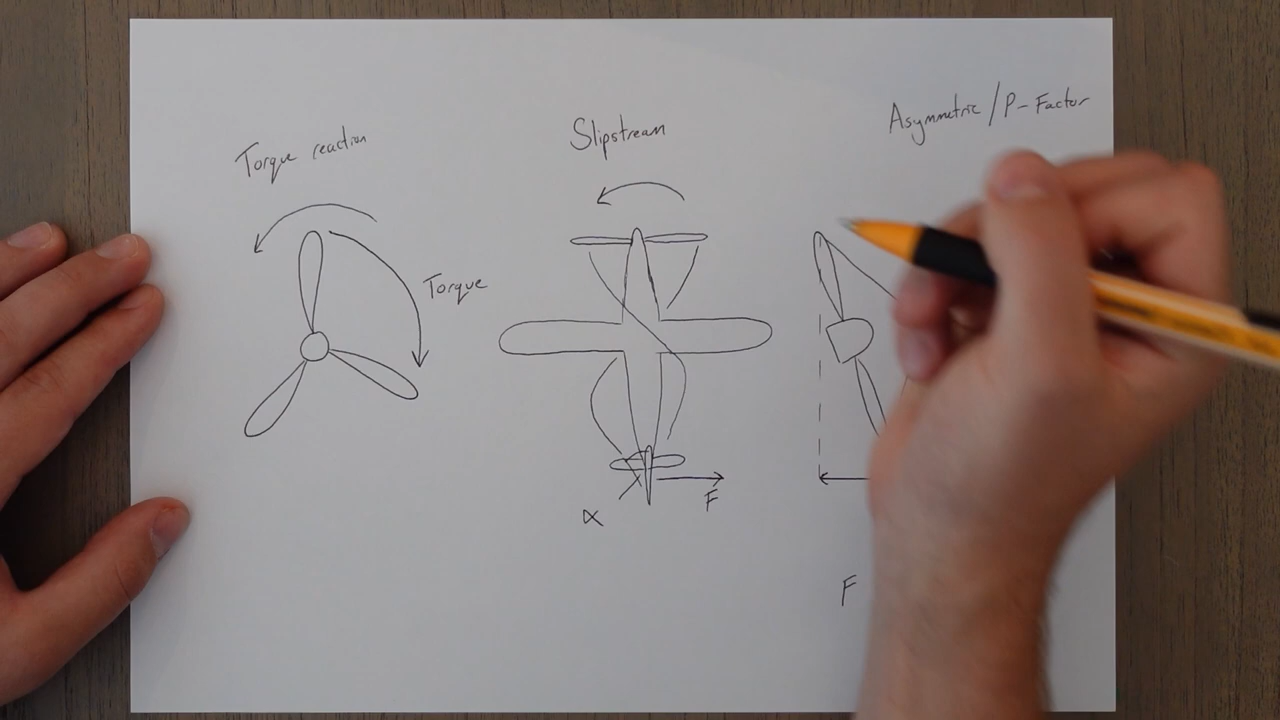 Torque reaction
Slipstream
Asymmetric / P-Factor
Torque
F
α
F